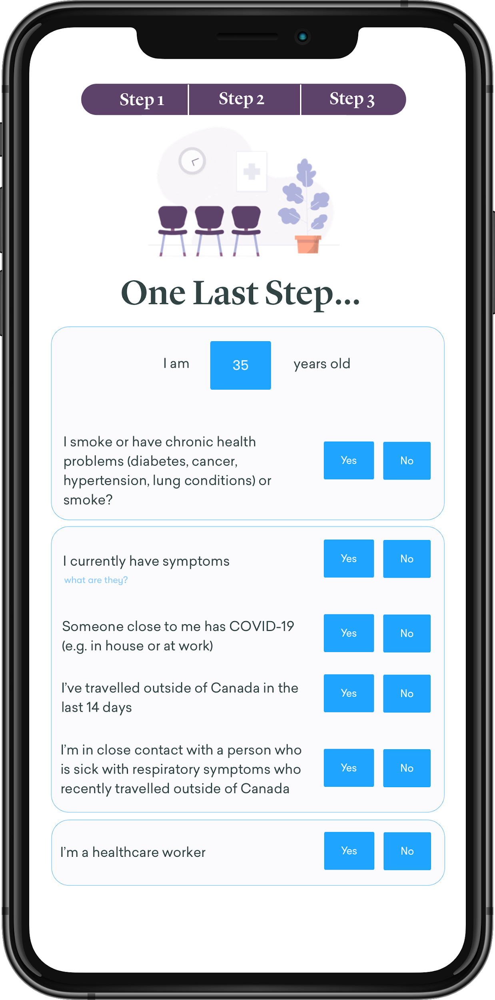 Step 1
Step 2
Step 3
One Last Step...
I am 35 years old
I smoke or have chronic health
problems (diabetes, cancer,
hypertension, lung conditions) or
smoke?
Yes
No
I currently have symptoms
what are they?
Yes
No
Someone close to me has COVID-19
(e.g. in house or at work)
Yes
No
I've travelled outside of Canada in the
last 14 days
Yes
No
I'm in close contact with a person who
is sick with respiratory symptoms who
recently travelled outside of Canada
Yes
No
I'm a healthcare worker
Yes
No